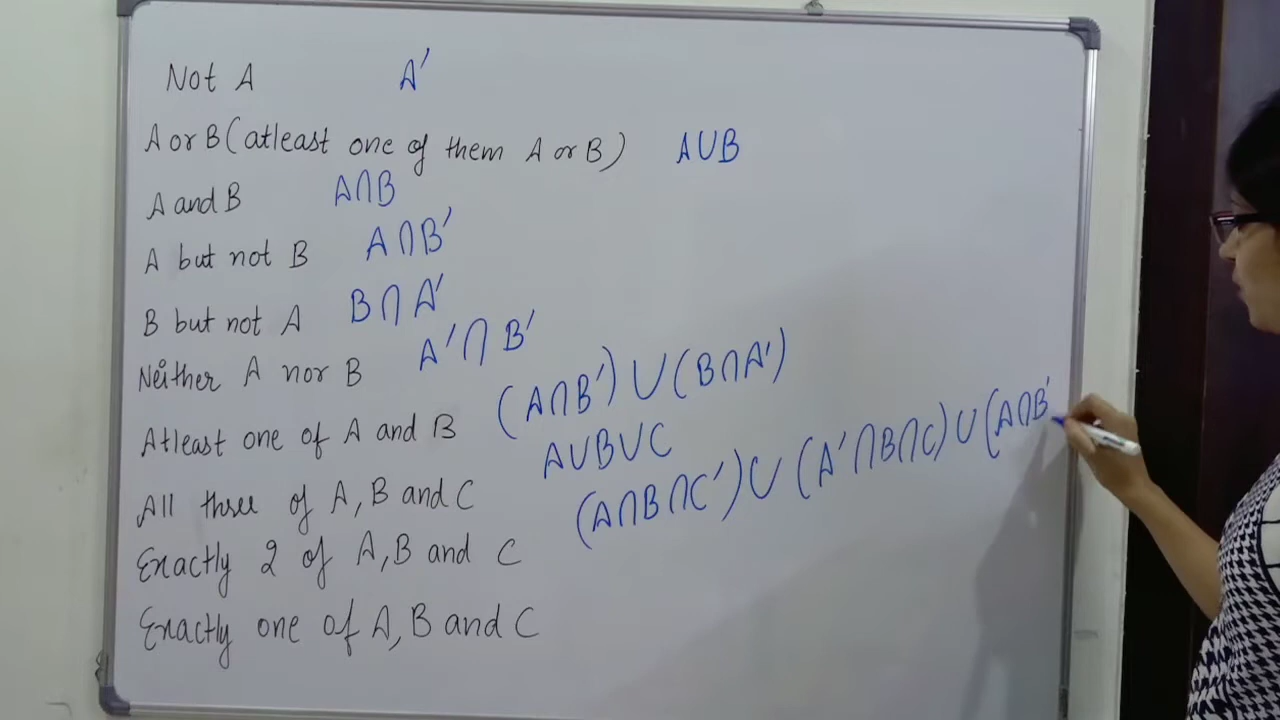 Not A A′
A or B (atleast one of them A or B) A∪B
A and B A∩B
A but not B A∩B′
B but not A B∩A′
Neither A nor B A′∩B′
Atleast one of A and B (A∩B′)∪(B∩A′)
All three of A, B and C A∪B∪C
Exactly 2 of A, B and C (A∩B∩C′)∪(A′∩B∩C)∪(A∩B′
Exactly one of A, B and C